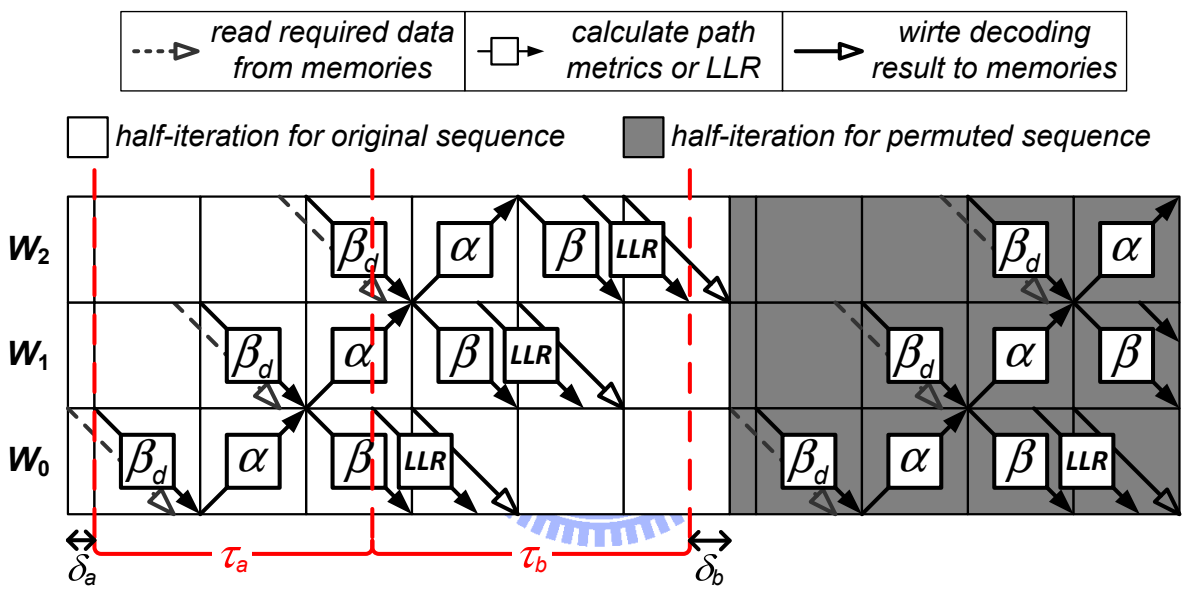 read required data
from memories
calculate path
metrics or LLR
wirte decoding
result to memories
half-iteration for original sequence
half-iteration for permuted sequence
W2 βd α β LLR βd α
W1 βd α β LLR βd α β
W0 βd α β LLR βd α β LLR
δa τa τb δb